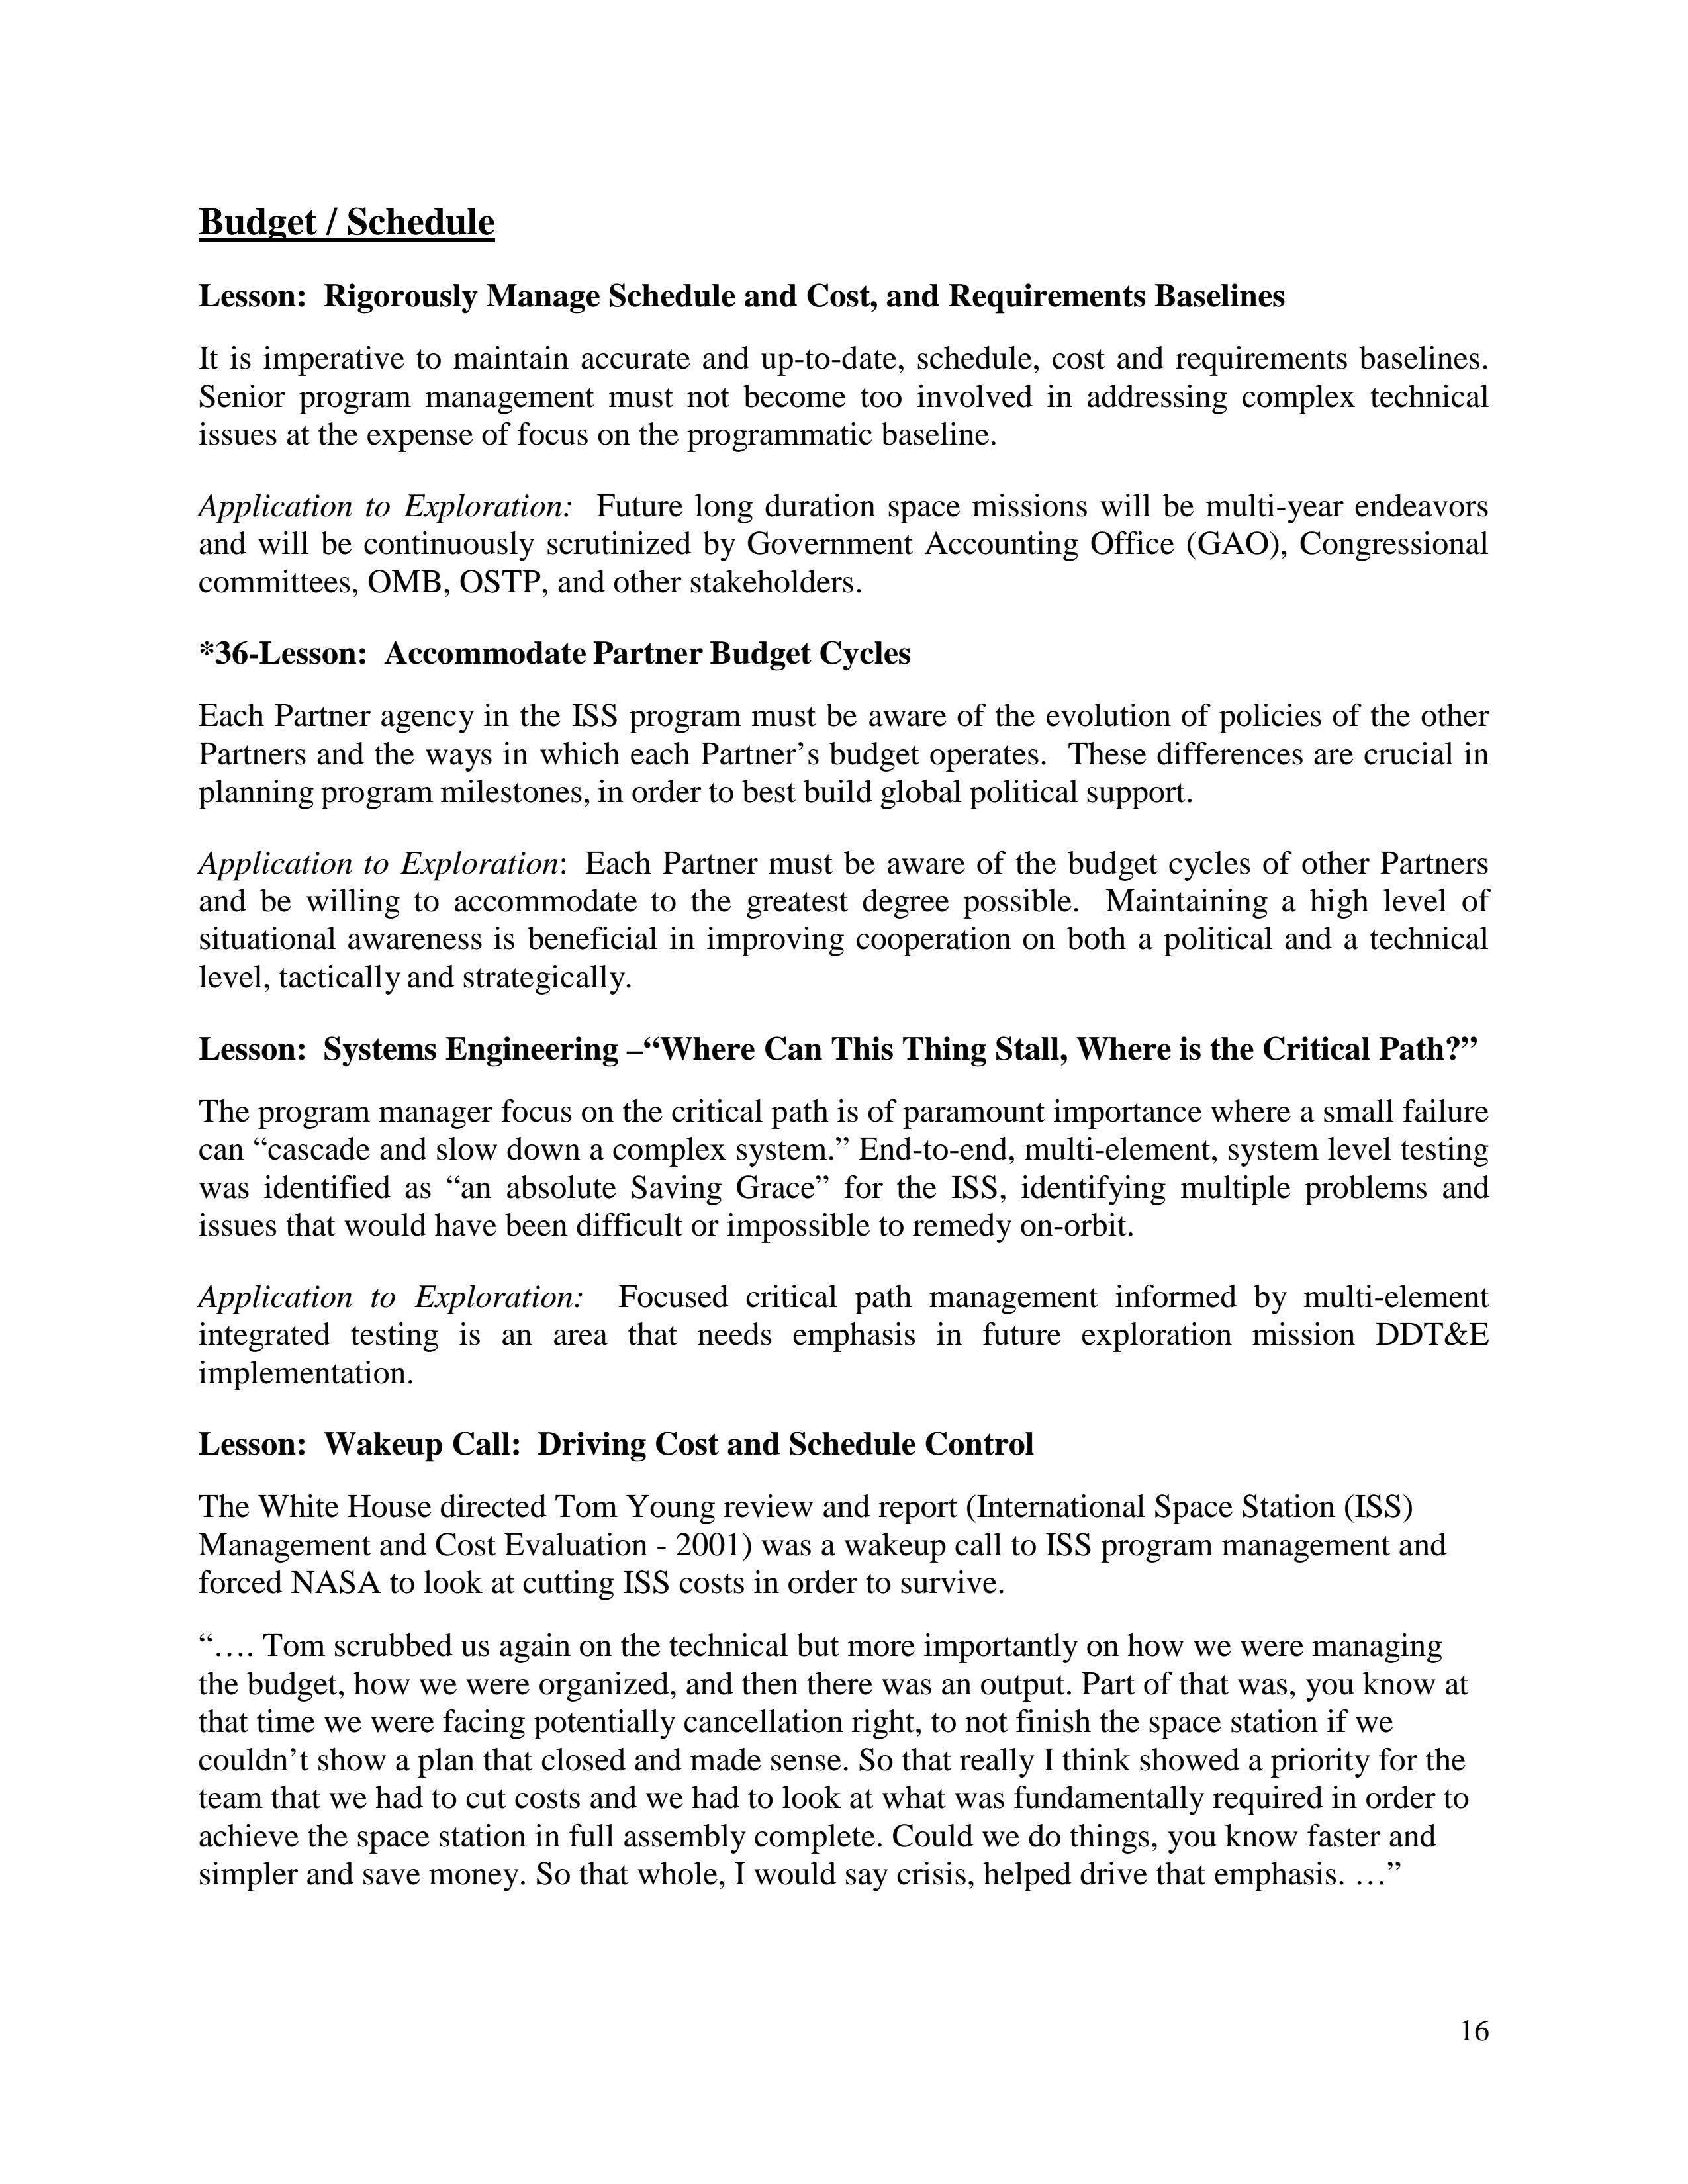 Budget / Schedule
Lesson:  Rigorously Manage Schedule and Cost, and Requirements Baselines
It is imperative to maintain accurate and up-to-date, schedule, cost and requirements baselines.
Senior program management must not become too involved in addressing complex technical
issues at the expense of focus on the programmatic baseline.
Application to Exploration:  Future long duration space missions will be multi-year endeavors
and will be continuously scrutinized by Government Accounting Office (GAO), Congressional
committees, OMB, OSTP, and other stakeholders.
*36-Lesson:  Accommodate Partner Budget Cycles
Each Partner agency in the ISS program must be aware of the evolution of policies of the other
Partners and the ways in which each Partner’s budget operates.  These differences are crucial in
planning program milestones, in order to best build global political support.
Application to Exploration:  Each Partner must be aware of the budget cycles of other Partners
and be willing to accommodate to the greatest degree possible.  Maintaining a high level of
situational awareness is beneficial in improving cooperation on both a political and a technical
level, tactically and strategically.
Lesson:  Systems Engineering –“Where Can This Thing Stall, Where is the Critical Path?”
The program manager focus on the critical path is of paramount importance where a small failure
can “cascade and slow down a complex system.” End-to-end, multi-element, system level testing
was identified as “an absolute Saving Grace” for the ISS, identifying multiple problems and
issues that would have been difficult or impossible to remedy on-orbit.
Application to Exploration:  Focused critical path management informed by multi-element
integrated testing is an area that needs emphasis in future exploration mission DDT&E
implementation.
Lesson:  Wakeup Call:  Driving Cost and Schedule Control
The White House directed Tom Young review and report (International Space Station (ISS)
Management and Cost Evaluation - 2001) was a wakeup call to ISS program management and
forced NASA to look at cutting ISS costs in order to survive.
“…. Tom scrubbed us again on the technical but more importantly on how we were managing
the budget, how we were organized, and then there was an output. Part of that was, you know at
that time we were facing potentially cancellation right, to not finish the space station if we
couldn’t show a plan that closed and made sense. So that really I think showed a priority for the
team that we had to cut costs and we had to look at what was fundamentally required in order to
achieve the space station in full assembly complete. Could we do things, you know faster and
simpler and save money. So that whole, I would say crisis, helped drive that emphasis. …”
16